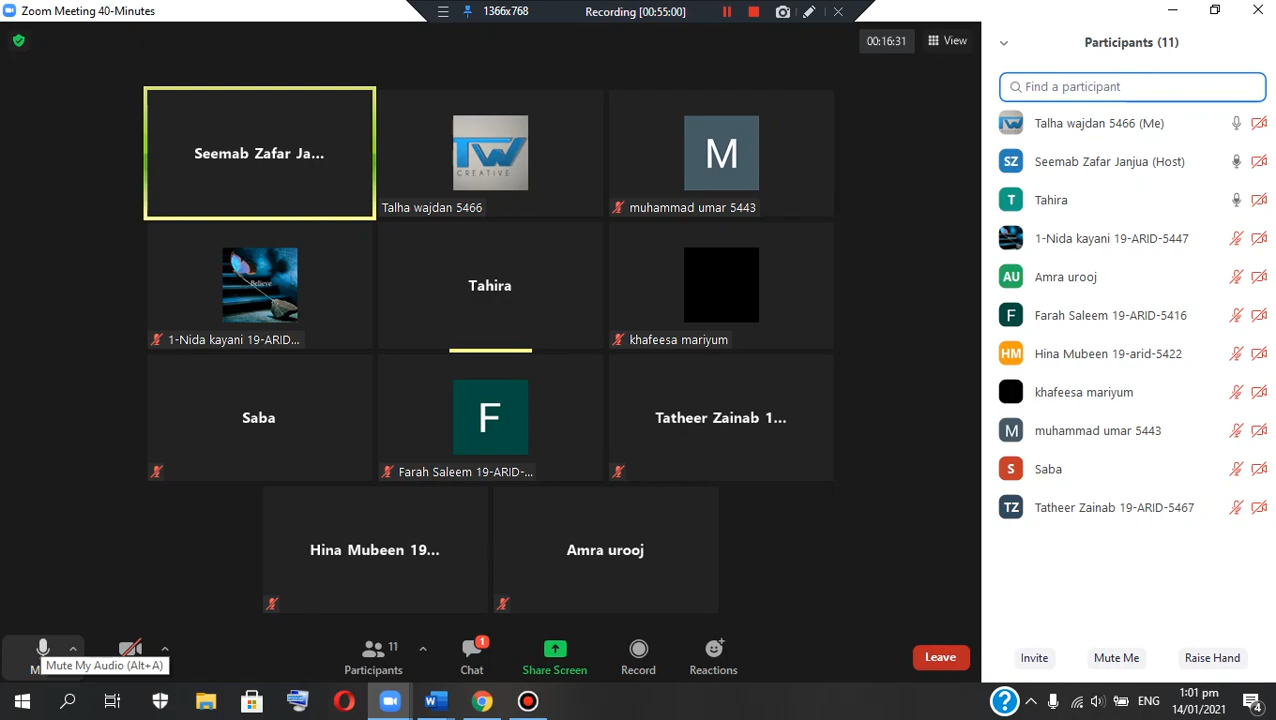 Zoom Meeting 40-Minutes
1366x768
Recording [00:55:00]
00:16:31
View
Seemab Zafar Ja...
TW
CREATIVE
Talha wajdan 5466
M
muhammad umar 5443
Believe
1-Nida kayani 19-ARID...
Tahira
khafeesa mariyum
Saba
F
Farah Saleem 19-ARID-...
Tatheer Zainab 1...
Hina Mubeen 19...
Amra urooj
Participants (11)
Find a participant
Talha wajdan 5466 (Me)
SZ
Seemab Zafar Janjua (Host)
T
Tahira
1-Nida kayani 19-ARID-5447
AU
Amra urooj
F
Farah Saleem 19-ARID-5416
HM
Hina Mubeen 19-arid-5422
khafeesa mariyum
M
muhammad umar 5443
S
Saba
TZ
Tatheer Zainab 19-ARID-5467
Invite
Mute Me
Raise Hand
Mute My Audio (Alt+A)
11
Participants
1
Chat
Share Screen
Record
Reactions
Leave
ENG
1:01 pm
14/01/2021
4